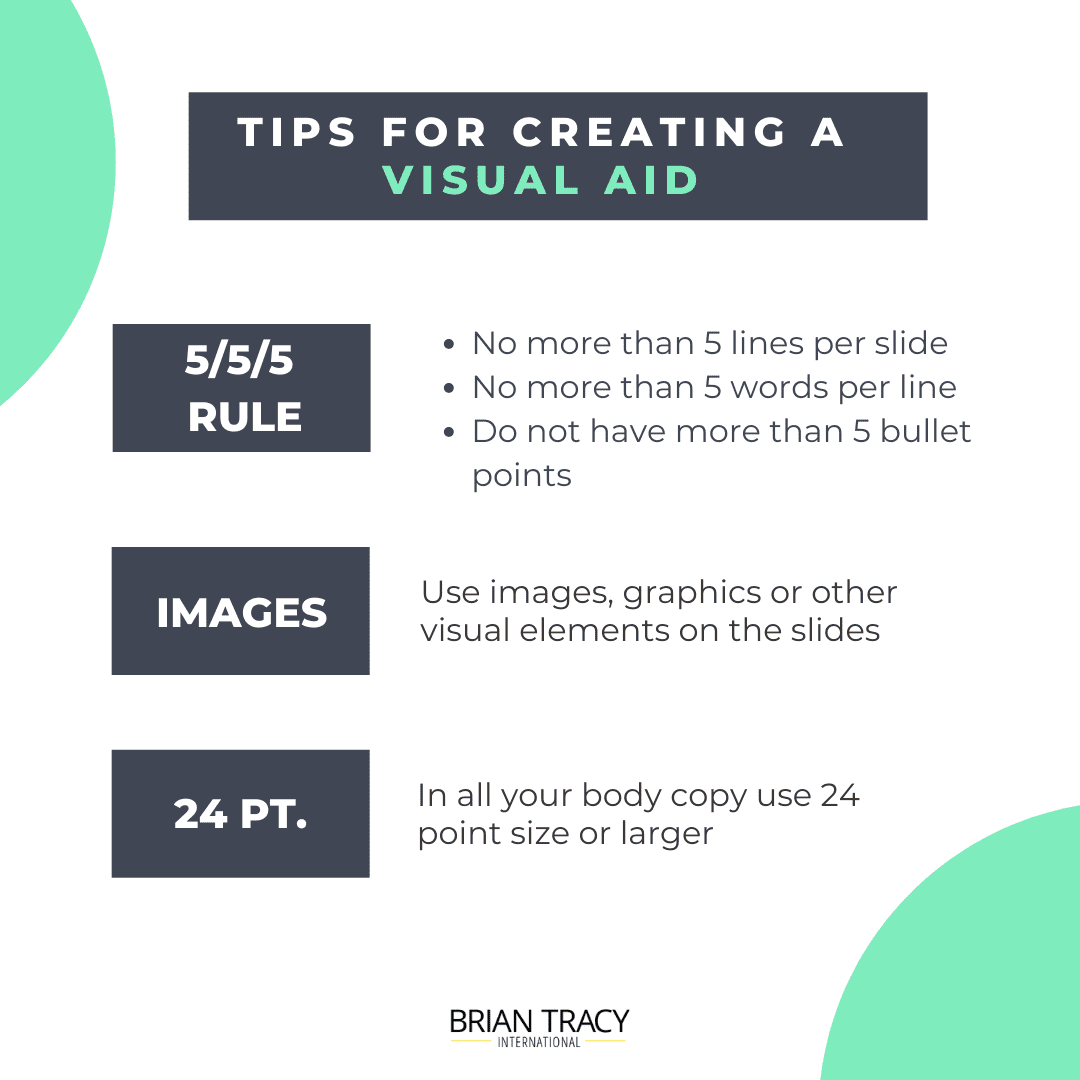 TIPS FOR CREATING A
VISUAL AID
5/5/5
RULE
• No more than 5 lines per slide
• No more than 5 words per line
• Do not have more than 5 bullet
points
IMAGES
Use images, graphics or other
visual elements on the slides
24 PT.
In all your body copy use 24
point size or larger
BRIAN TRACY
INTERNATIONAL